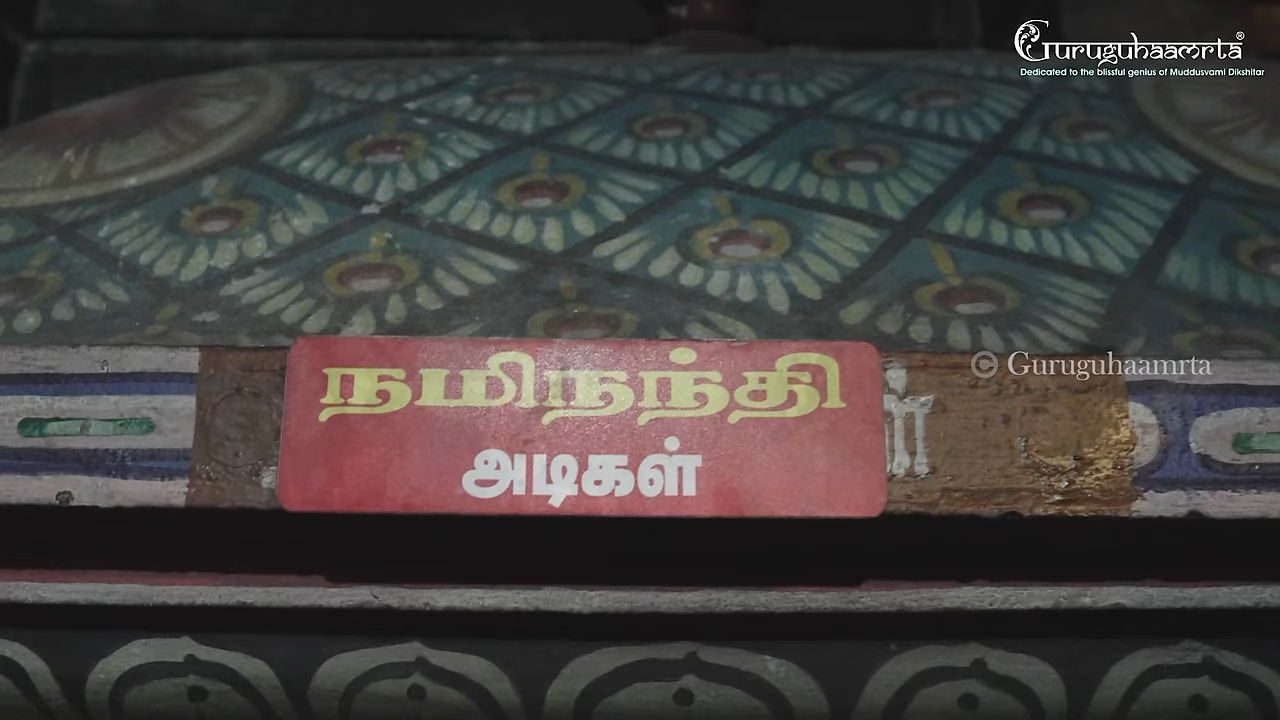 Guruguhaamrta®
Dedicated to the blissful genius of Muddusvami Dikshitar
© Guruguhaamrta
நமிநந்தி
அடிகள்